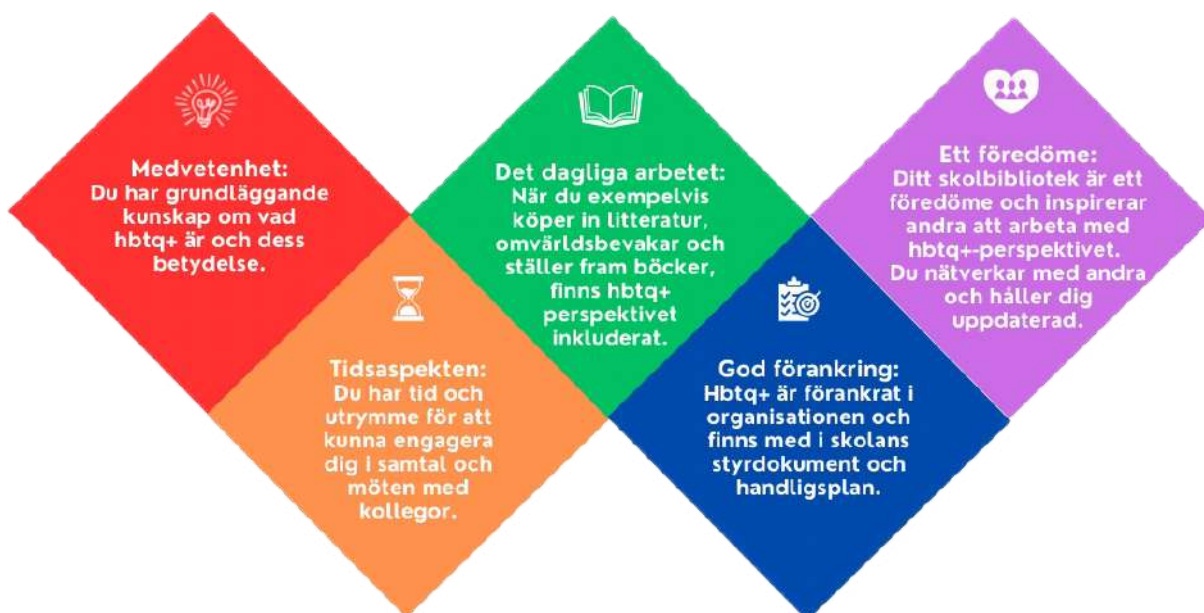 Medvetenhet:
Du har grundläggande
kunskap om vad
hbtq+ är och dess
betydelse.
Tidsaspekten:
Du har tid och
utrymme för att
kunna engagera
dig i samtal och
möten med
kollegor.
Det dagliga arbetet:
När du exempelvis
köper in litteratur,
omvärldsbevakar och
ställer fram böcker,
finns hbtq+
perspektivet
inkluderat.
God förankring:
Hbtq+ är förankrat i
organisationen och
finns med i skolans
styrdokument och
handligsplan.
Ett föredöme:
Ditt skolbibliotek är ett
föredöme och inspirerar
andra att arbeta med
hbtq+-perspektivet.
Du nätverkar med andra
och håller dig
uppdaterad.